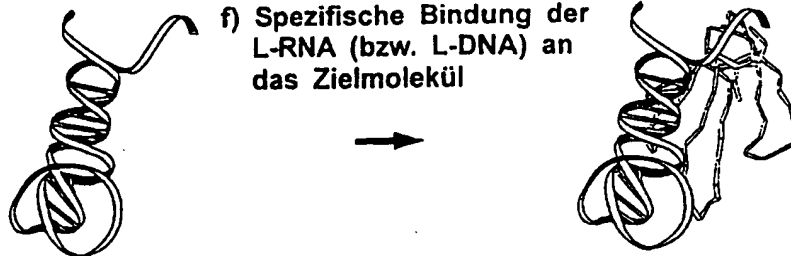 f) Spezifische Bindung der
L-RNA (bzw. L-DNA) an
das Zielmolekül